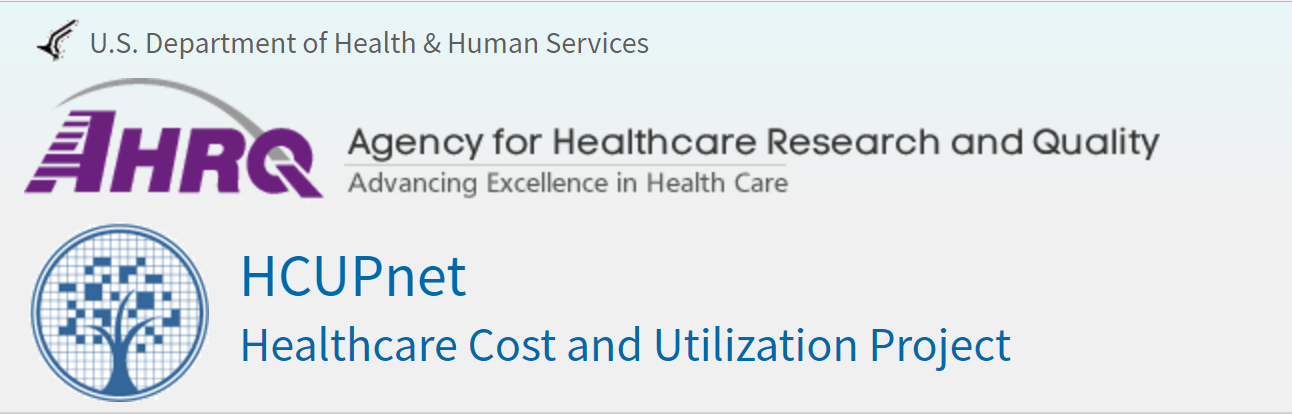 U.S. Department of Health & Human Services
AHRQ
Agency for Healthcare Research and Quality
Advancing Excellence in Health Care
HCUPnet
Healthcare Cost and Utilization Project